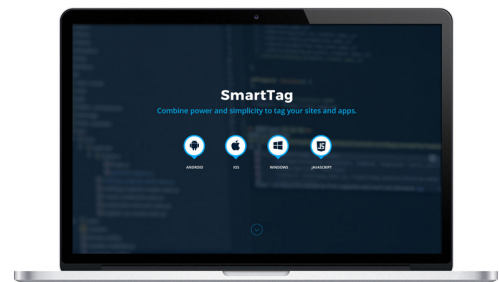 SmartTag
Combine power and simplicity to tag your sites and apps.
ANDROID
IOS
WINDOWS
JAVASCRIPT